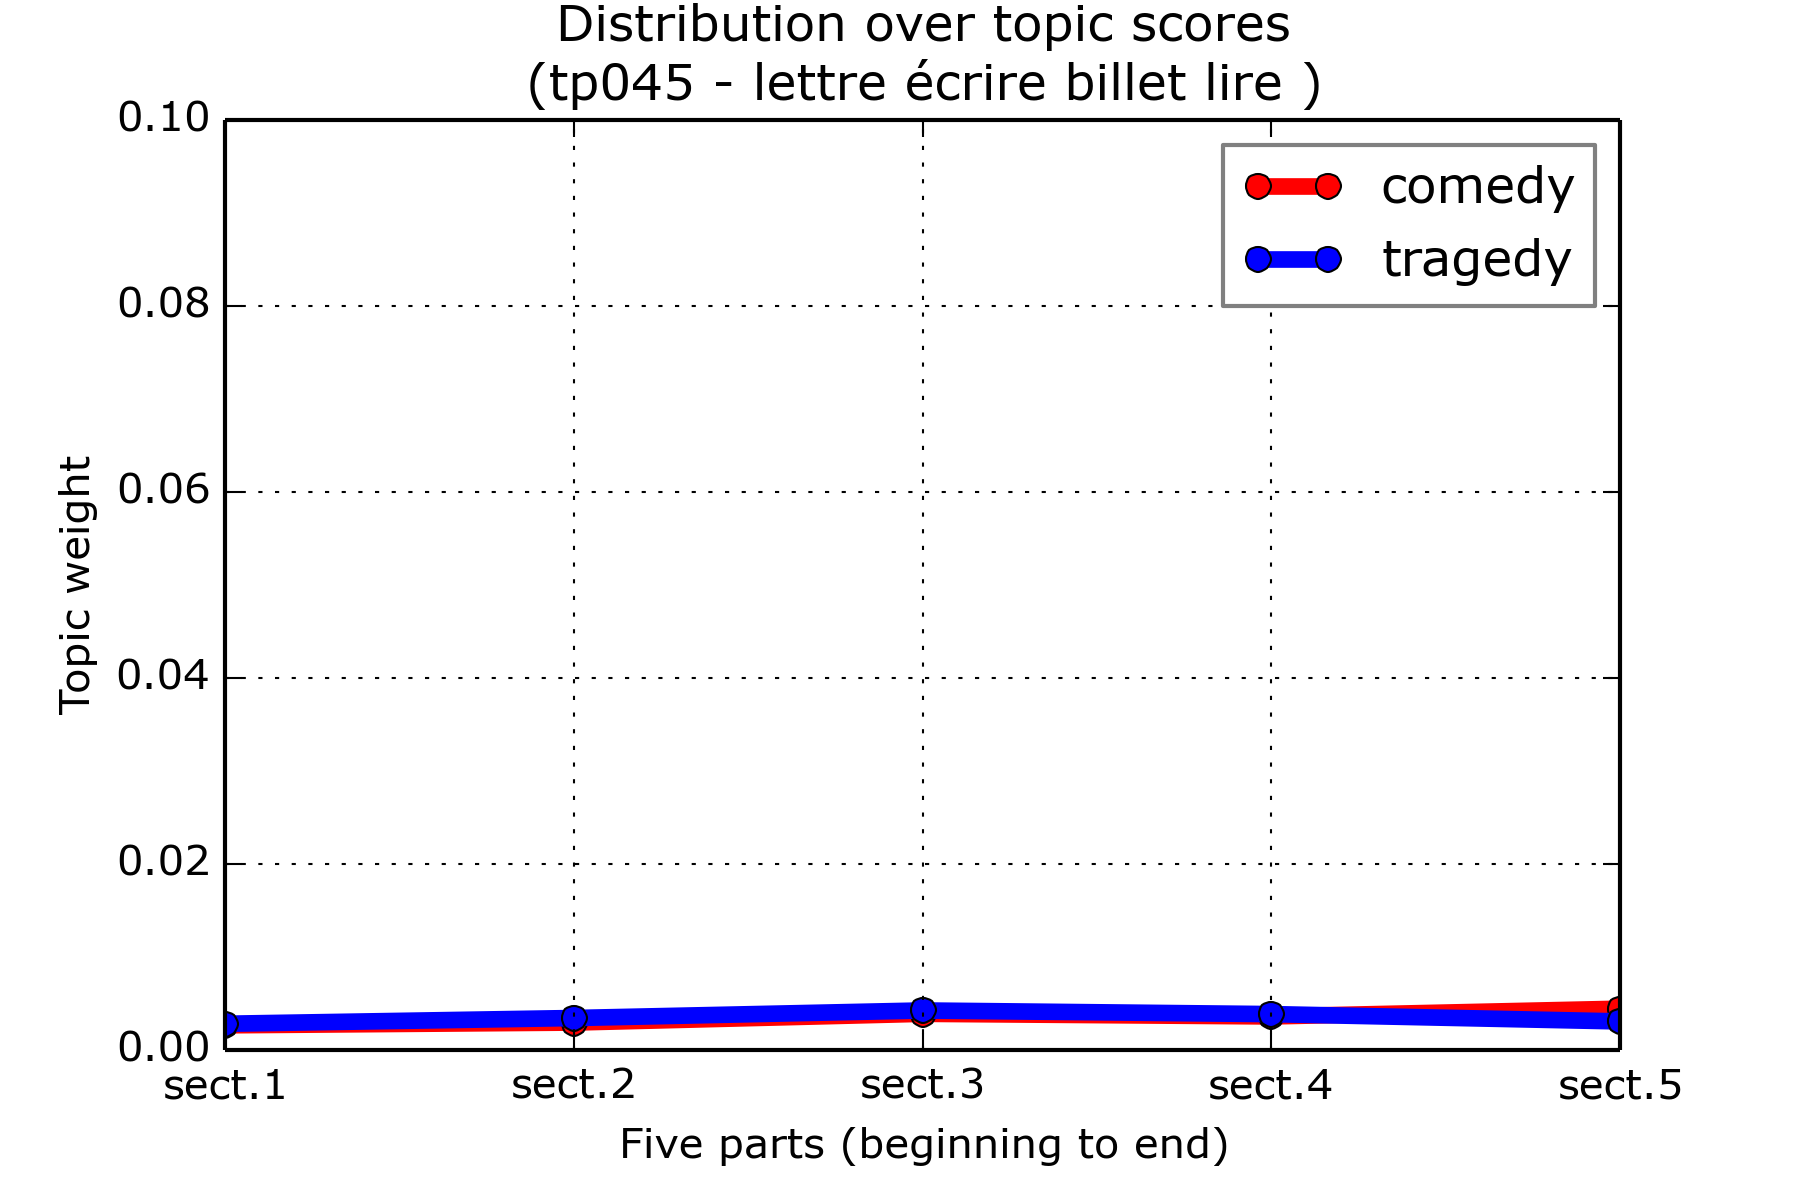 Distribution over topic scores
(tp045 - lettre écrire billet lire )
0.10
0.08
0.06
0.04
0.02
0.00
Topic weight
comedy
tragedy
sect.1 sect.2 sect.3 sect.4 sect.5
Five parts (beginning to end)